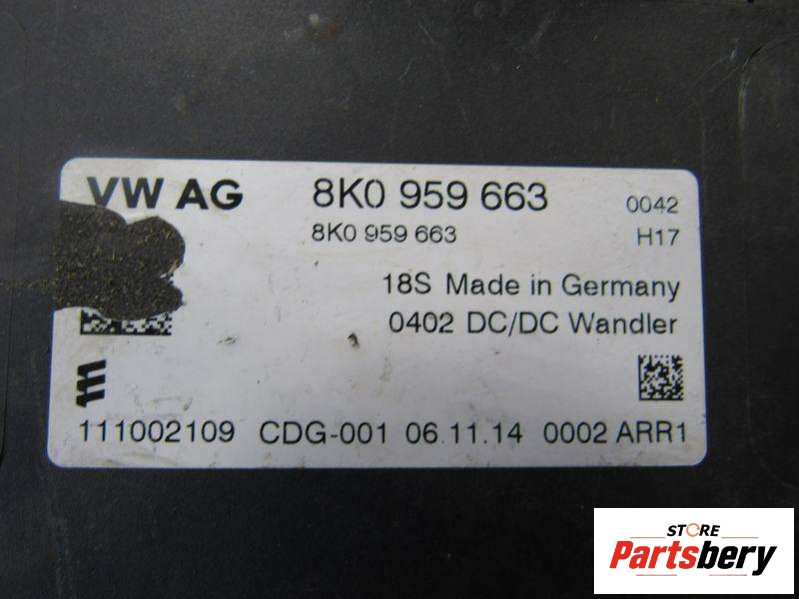 VW AG 8K0 959 663 0042
8K0 959 663 H17
18S Made in Germany
0402 DC/DC Wandler
111002109 CDG-001 06.11.14 0002 ARR1
STORE
Partsbery